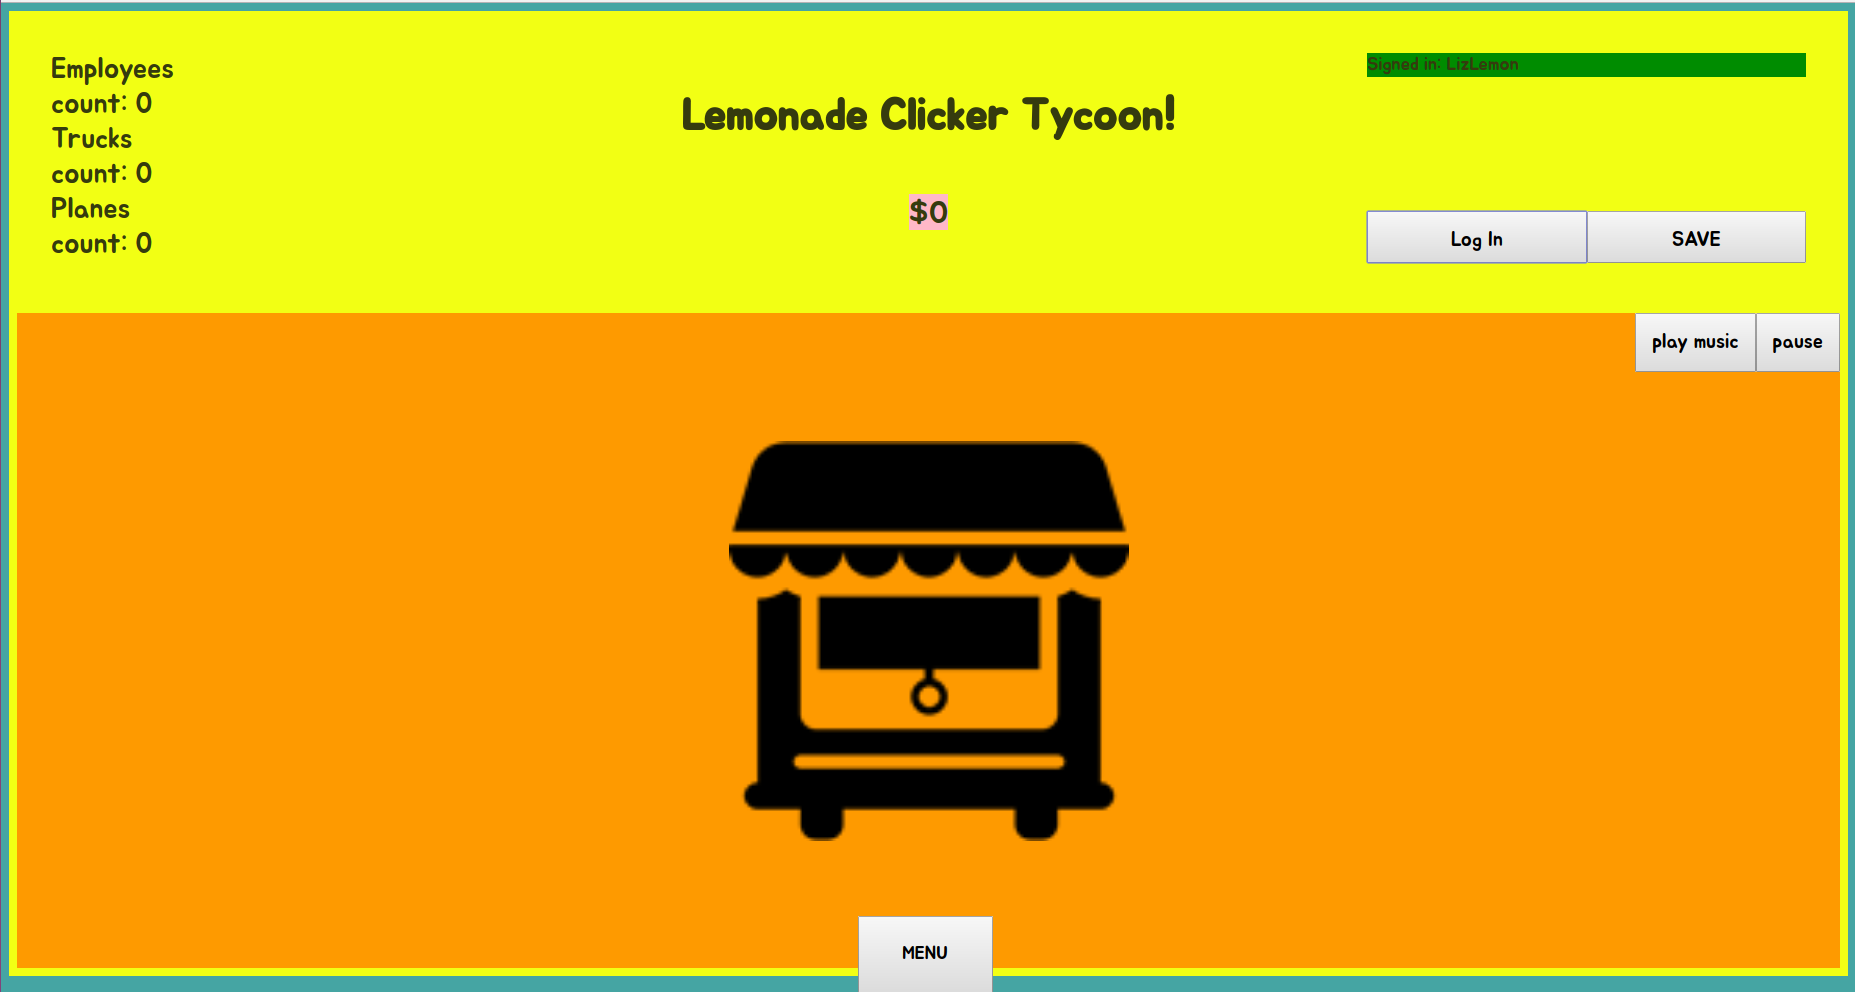 Employees
count: 0
Trucks
count: 0
Planes
count: 0
Lemonade Clicker Tycoon!
$0
Signed in: LizLemon
Log In
SAVE
play music
pause
MENU